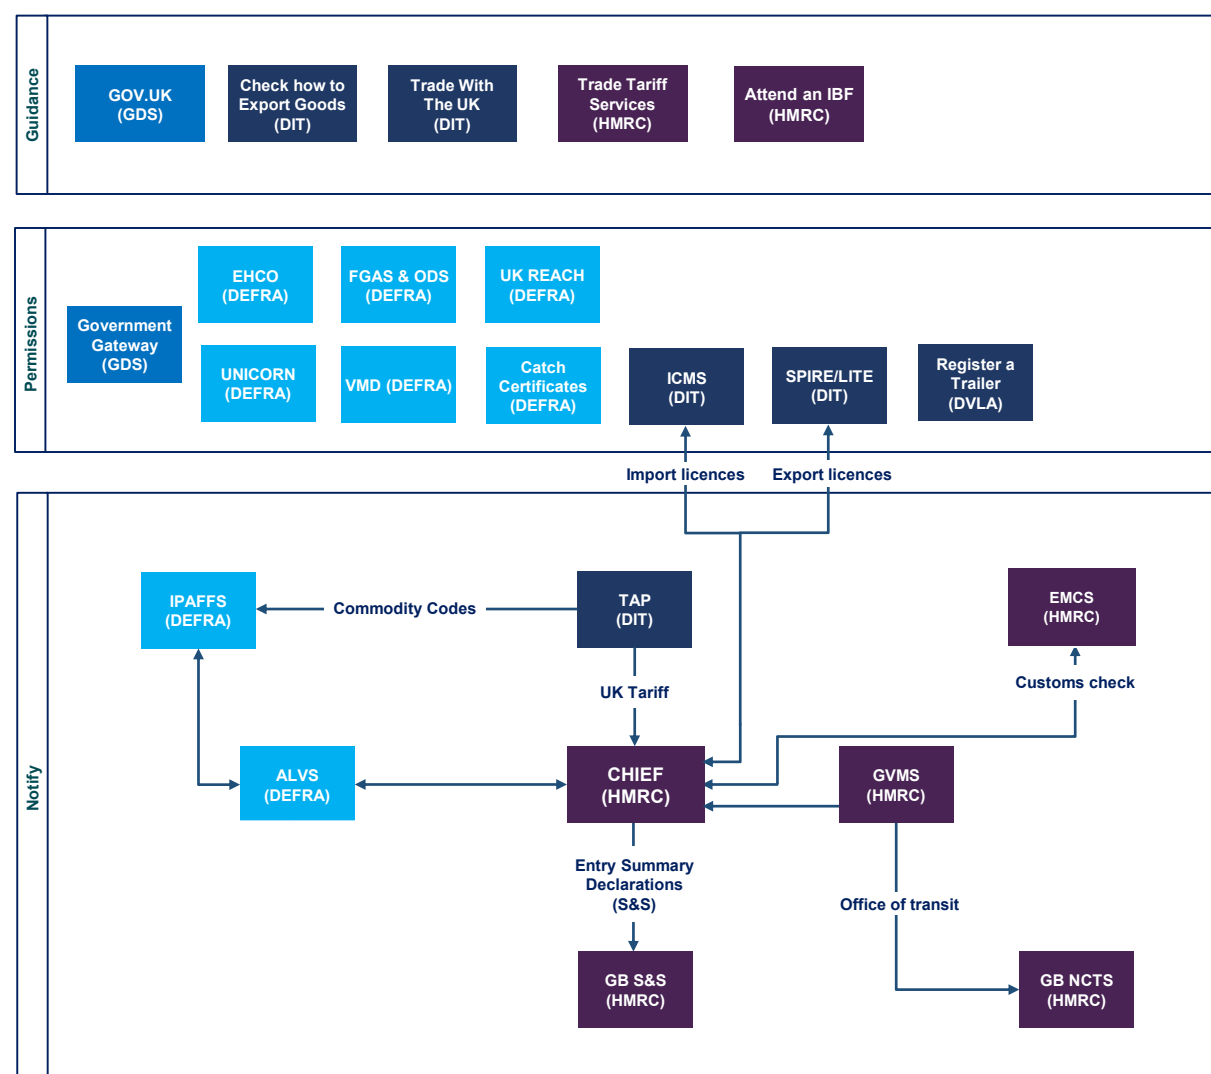 Guidance
GOV.UK
(GDS)
Check how to
Export Goods
(DIT)
Trade With
The UK
(DIT)
Trade Tariff
Services
(HMRC)
Attend an IBF
(HMRC)
Permissions
Government
Gateway
(GDS)
EHCO
(DEFRA)
FGAS & ODS
(DEFRA)
UK REACH
(DEFRA)
UNICORN
(DEFRA)
VMD (DEFRA)
Catch
Certificates
(DEFRA)
ICMS
(DIT)
SPIRE/LITE
(DIT)
Register a
Trailer
(DVLA)
Import licences
Export licences
Notify
IPAFFS
(DEFRA)
Commodity Codes
TAP
(DIT)
EMCS
(HMRC)
UK Tariff
Customs check
ALVS
(DEFRA)
CHIEF
(HMRC)
GVMS
(HMRC)
Entry Summary
Declarations
(S&S)
Office of transit
GB S&S
(HMRC)
GB NCTS
(HMRC)